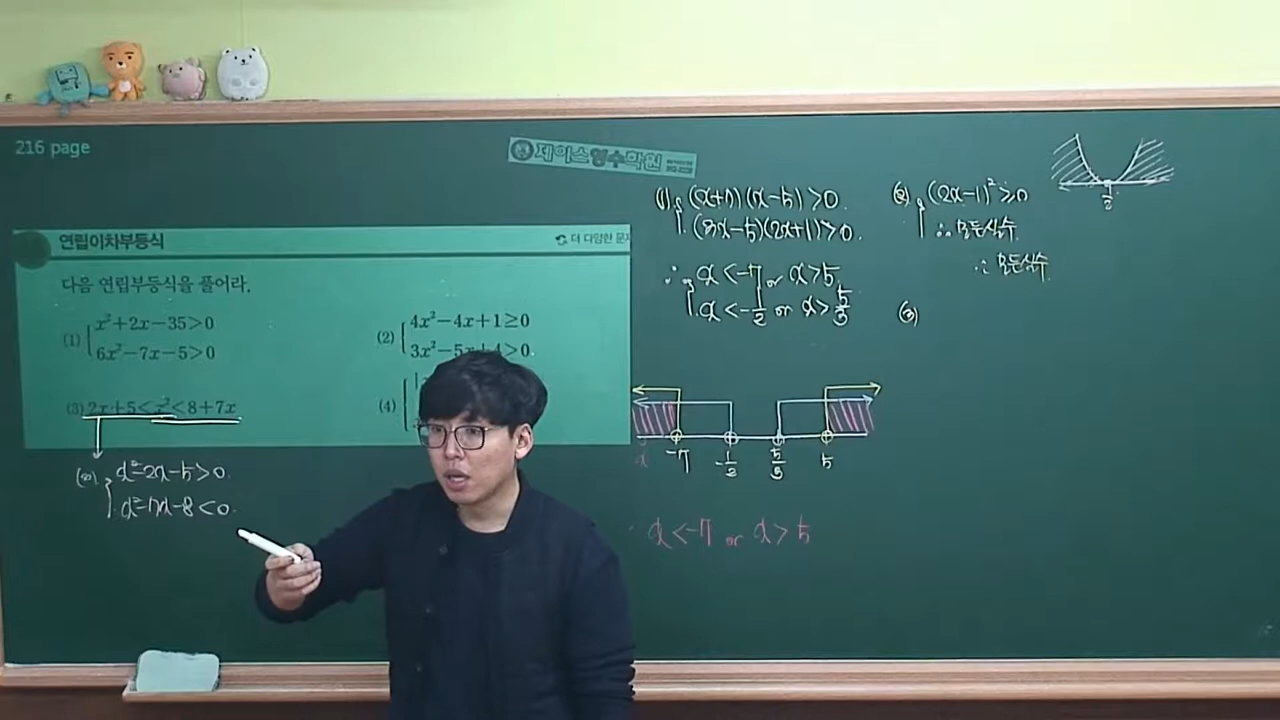 216 page
제이스영수학원
연립이차부등식
더 다양한 문제
다음 연립부등식을 풀어라.
(1) x²+2x−35>0
6x²−7x−5>0
(2) 4x²−4x+1≥0
3x²−5x+4>0
(3) 2x+5<x²<8+7x
(4)
x²-2x-5>0
x²-7x-8<0
(1) (x+7)(x-5)>0
(3x-5)(2x+1)>0
∴ x<-7 or x>5
x<-1/2 or x>5/3
-7 -1/2 5/3 5
x<-7 or x>5
(2) (2x-1)²≥0
∴ 모든실수
∴ 모든실수
(3)
1/2